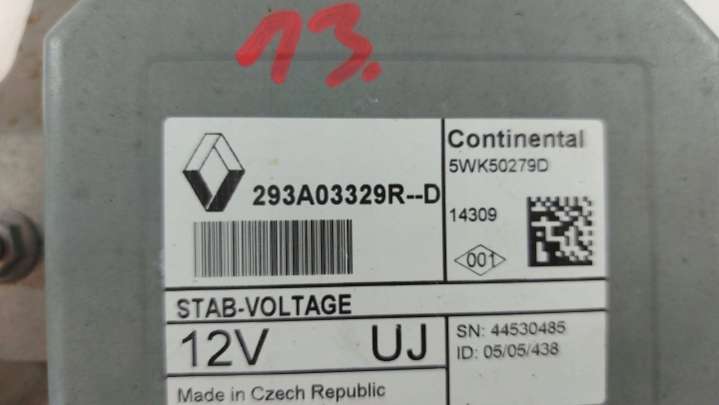 13.
293A03329R--D
Continental
5WK50279D
14309
001
STAB-VOLTAGE
12V UJ
SN: 44530485
ID: 05/05/438
Made in Czech Republic